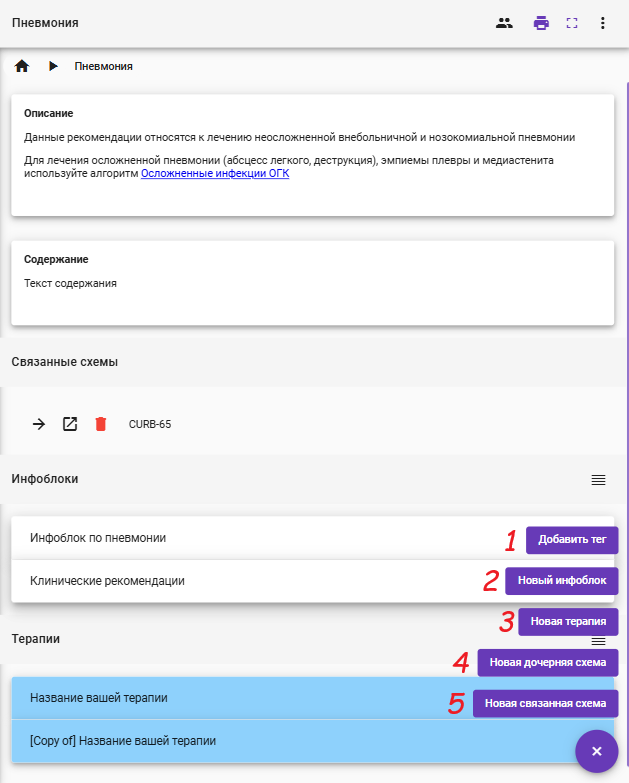 Пневмония
Пневмония
Описание
Данные рекомендации относятся к лечению неосложненной внебольничной и нозокомиальной пневмонии
Для лечения осложненной пневмонии (абсцесс легкого, деструкция), эмпиемы плевры и медиастенита
используйте алгоритм Осложненные инфекции ОГК
Содержание
Текст содержания
Связанные схемы
CURB-65
Инфоблоки
Инфоблок по пневмонии
1 Добавить тег
Клинические рекомендации
2 Новый инфоблок
3 Новая терапия
Терапии
4 Новая дочерняя схема
Название вашей терапии
5 Новая связанная схема
[Copy of] Название вашей терапии